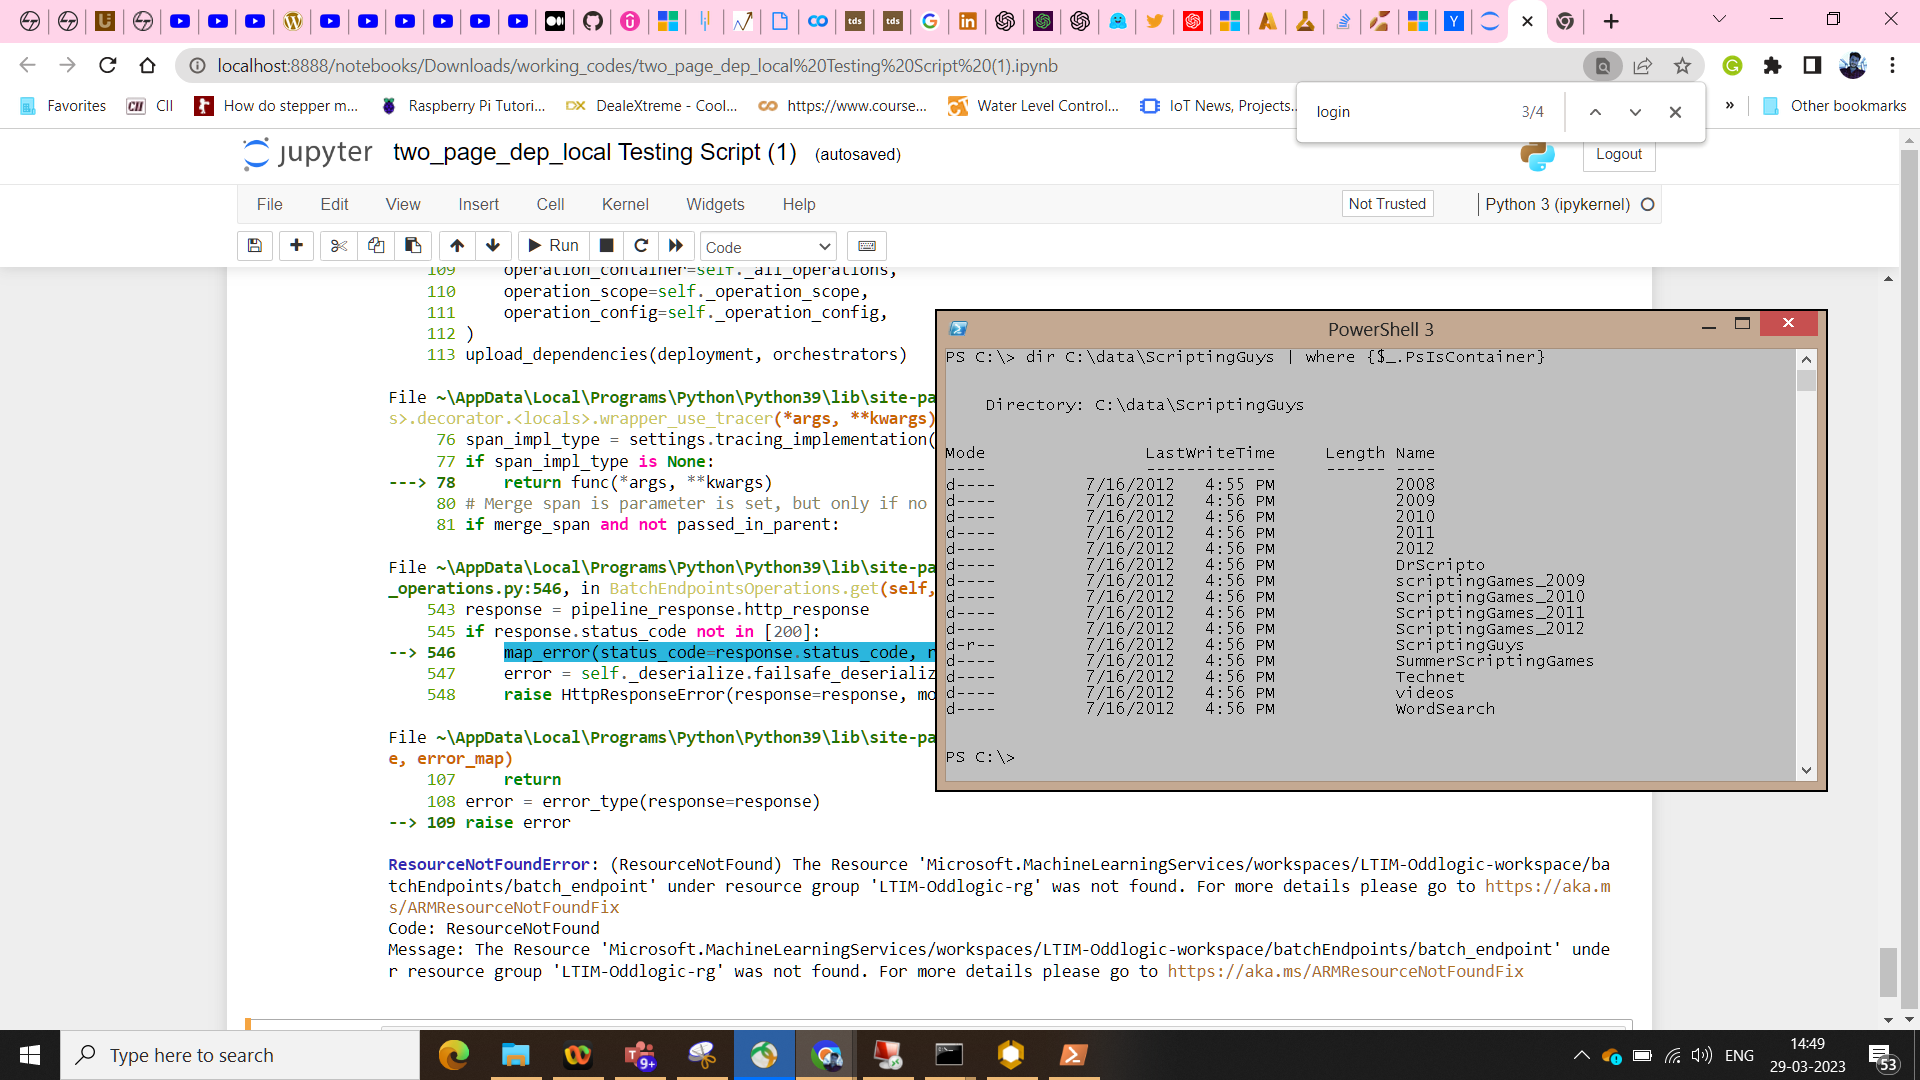 localhost:8888/notebooks/Downloads/working_codes/two_page_dep_local%20Testing%20Script%20(1).ipynb
Favorites
CII
How do stepper m...
Raspberry Pi Tutori...
DX DealeXtreme - Cool...
https://www.course...
Water Level Control...
IoT News, Projects...
»
Other bookmarks
login 3/4
jupyter two_page_dep_local Testing Script (1) (autosaved)
Logout
File Edit View Insert Cell Kernel Widgets Help
Not Trusted
Python 3 (ipykernel)
Run
Code
109 operation_container=self._all_operations,
110 operation_scope=self._operation_scope,
111 operation_config=self._operation_config,
112 )
113 upload_dependencies(deployment, orchestrators)
File ~\AppData\Local\Programs\Python\Python39\lib\site-pa
s>.decorator.<locals>.wrapper_use_tracer(*args, **kwargs)
76 span_impl_type = settings.tracing_implementation(
77 if span_impl_type is None:
---> 78 return func(*args, **kwargs)
80 # Merge span is parameter is set, but only if no
81 if merge_span and not passed_in_parent:
File ~\AppData\Local\Programs\Python\Python39\lib\site-pa
_operations.py:546, in BatchEndpointsOperations.get(self,
543 response = pipeline_response.http_response
545 if response.status_code not in [200]:
--> 546 map_error(status_code=response.status_code, r
547 error = self._deserialize.failsafe_deserializ
548 raise HttpResponseError(response=response, mo
File ~\AppData\Local\Programs\Python\Python39\lib\site-pa
e, error_map)
107 return
108 error = error_type(response=response)
--> 109 raise error
ResourceNotFoundError: (ResourceNotFound) The Resource 'Microsoft.MachineLearningServices/workspaces/LTIM-Oddlogic-workspace/ba
tchEndpoints/batch_endpoint' under resource group 'LTIM-Oddlogic-rg' was not found. For more details please go to https://aka.m
s/ARMResourceNotFoundFix
Code: ResourceNotFound
Message: The Resource 'Microsoft.MachineLearningServices/workspaces/LTIM-Oddlogic-workspace/batchEndpoints/batch_endpoint' unde
r resource group 'LTIM-Oddlogic-rg' was not found. For more details please go to https://aka.ms/ARMResourceNotFoundFix
PowerShell 3
PS C:\> dir C:\data\ScriptingGuys | where {$_.PsIsContainer}
Directory: C:\data\ScriptingGuys
Mode LastWriteTime Length Name
---- ------------- ------ ----
d---- 7/16/2012 4:55 PM 2008
d---- 7/16/2012 4:56 PM 2009
d---- 7/16/2012 4:56 PM 2010
d---- 7/16/2012 4:56 PM 2011
d---- 7/16/2012 4:56 PM 2012
d---- 7/16/2012 4:56 PM DrScripto
d---- 7/16/2012 4:56 PM scriptingGames_2009
d---- 7/16/2012 4:56 PM ScriptingGames_2010
d---- 7/16/2012 4:56 PM ScriptingGames_2011
d---- 7/16/2012 4:56 PM ScriptingGames_2012
d-r-- 7/16/2012 4:56 PM ScriptingGuys
d---- 7/16/2012 4:56 PM SummerScriptingGames
d---- 7/16/2012 4:56 PM Technet
d---- 7/16/2012 4:56 PM videos
d---- 7/16/2012 4:56 PM WordSearch
PS C:\>
Type here to search
9+
ENG
14:49
29-03-2023
53